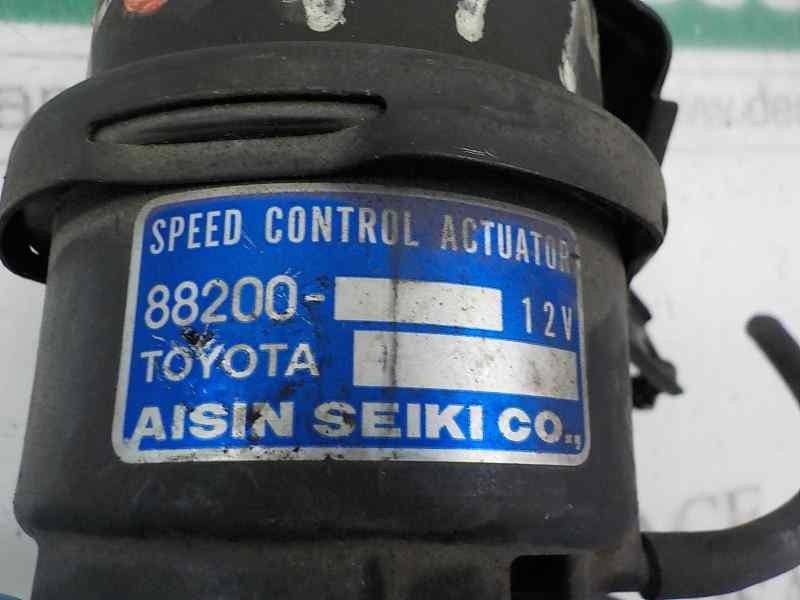 SPEED CONTROL ACTUATOR
88200- 12V
TOYOTA
AISIN SEIKI CO.